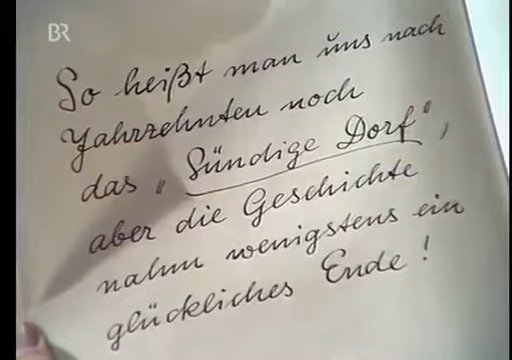 BR
So heißt man uns nach
Jahrzehnten noch
das „Sündige Dorf",
aber die Geschichte
nahm wenigstens ein
glückliches Ende!